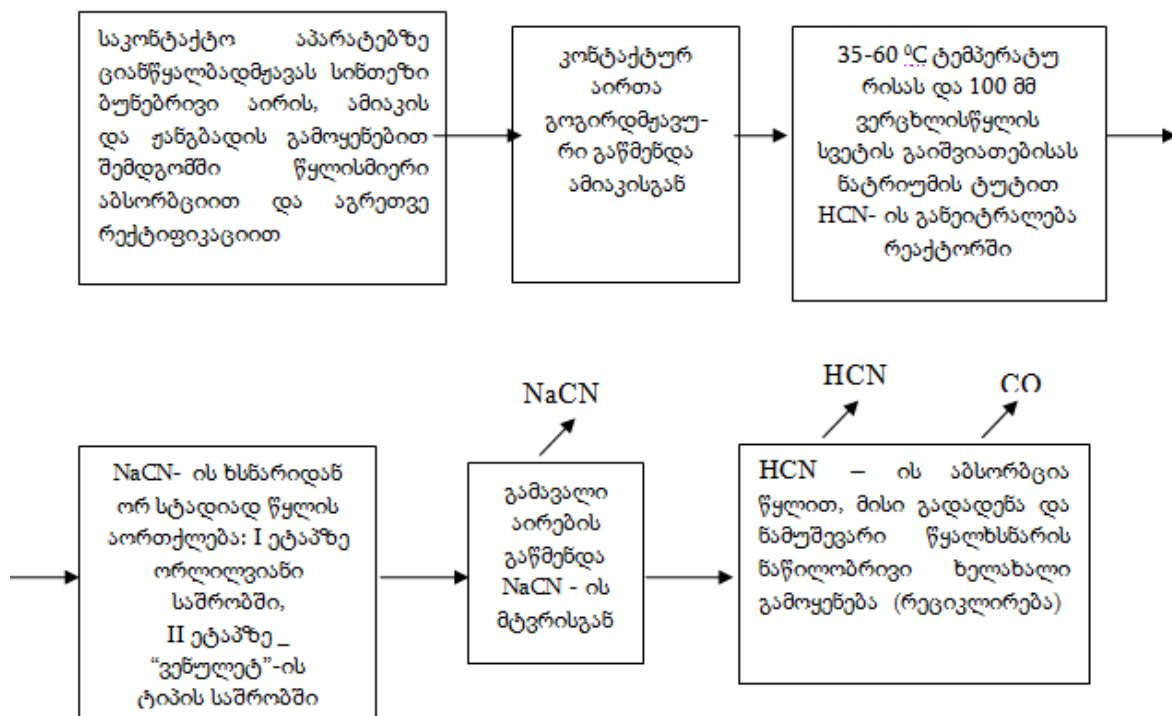 საკონტაქტო აპარატებზე
ციანწყალბადმჟავას სინთეზი
ბუნებრივი აირის, ამიაკის
და ჟანგბადის გამოყენებით
შემდგომში წყლისმიერი
აბსორბციით და აგრეთვე
რექტიფიკაციით
კონტაქტურ
აირთა
გოგირდმჟავუ-
რი გაწმენდა
ამიაკისგან
35-60 ⁰C ტემპერატუ
რისას და 100 მმ
ვერცხლისწყლის
სვეტის გაიშვიათებისას
ნატრიუმის ტუტით
HCN- ის განეიტრალება
რეაქტორში
NaCN- ის ხსნარიდან
ორ სტადიად წყლის
აორთქლება: I ეტაპზე
ორლილვიანი
საშრობში,
II ეტაპზე _
“ვენულეტ”-ის
ტიპის საშრობში
NaCN
გამავალი
აირების
გაწმენდა
NaCN - ის
მტვრისგან
HCN
CO
HCN – ის აბსორბცია
წყლით, მისი გადადენა და
ნამუშევარი წყალხსნარის
ნაწილობრივი ხელახალი
გამოყენება (რეციკლირება)